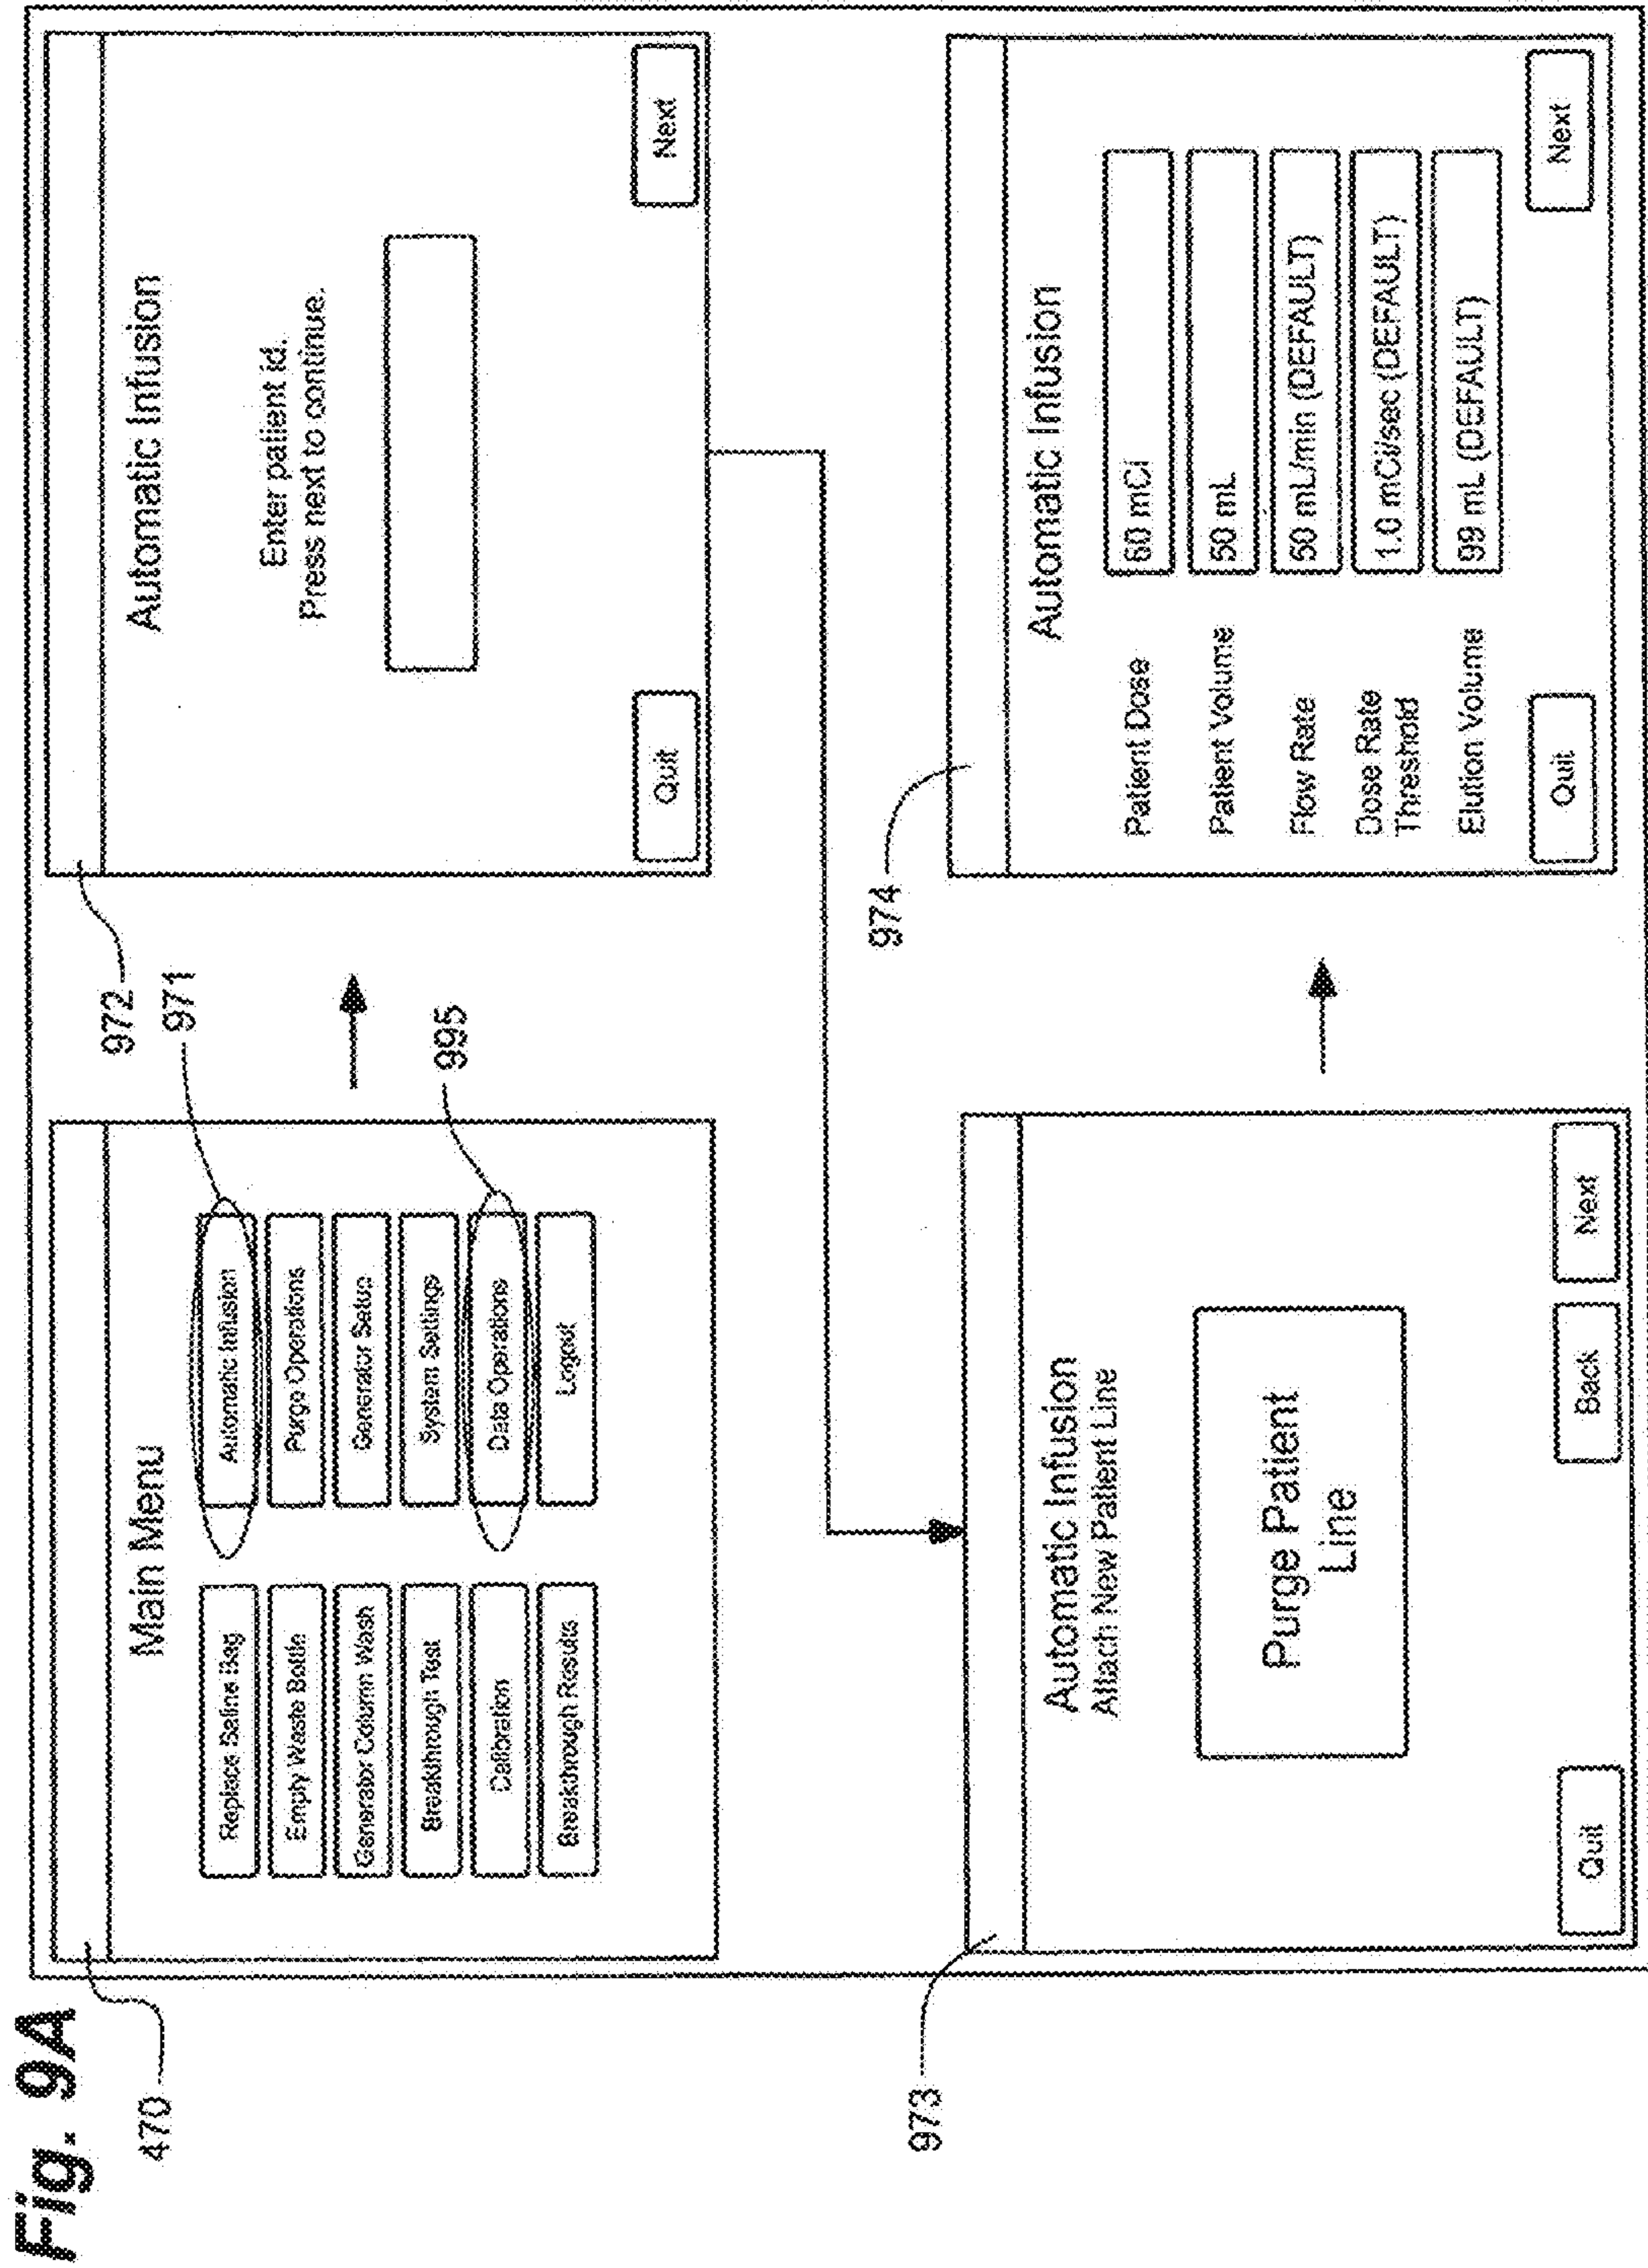 Fig. 9A
470
Main Menu
Replace Saline Bag
Empty Waste Bottle
Generator Column Wash
Breakthrough Test
Calibration
Breakthrough Results
Automatic Infusion
Purge Operations
Generator Setup
System Settings
Data Operations
Logout
971
995
972
Automatic Infusion
Enter patient id.
Press next to continue.
Quit
Next
973
Automatic Infusion
Attach New Patient Line
Purge Patient
Line
Quit
Back
Next
974
Automatic Infusion
Patient Dose
60 mCi
Patient Volume
50 mL
Flow Rate
50 mL/min (DEFAULT)
Dose Rate
Threshold
1.0 mCi/sec (DEFAULT)
Elution Volume
99 mL (DEFAULT)
Quit
Next